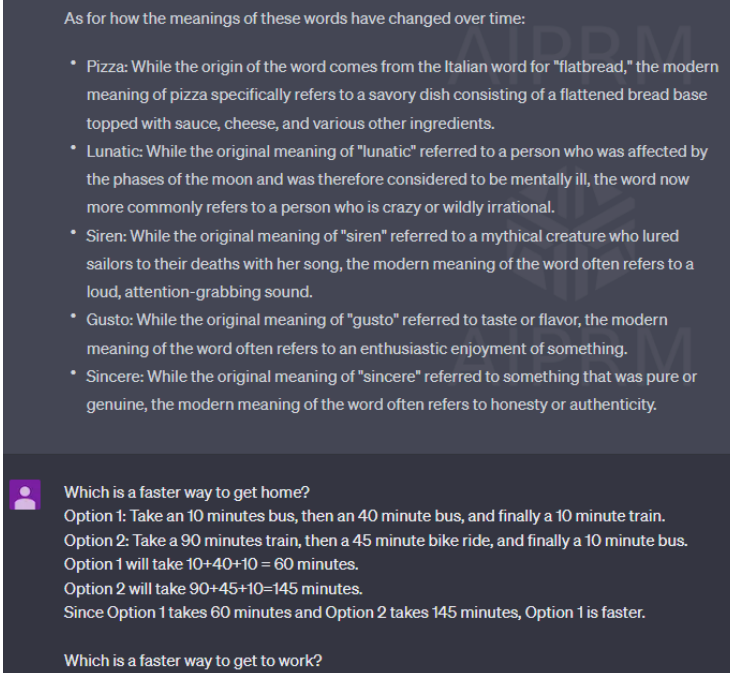 As for how the meanings of these words have changed over time:
• Pizza: While the origin of the word comes from the Italian word for "flatbread," the modern
meaning of pizza specifically refers to a savory dish consisting of a flattened bread base
topped with sauce, cheese, and various other ingredients.
• Lunatic: While the original meaning of "lunatic" referred to a person who was affected by
the phases of the moon and was therefore considered to be mentally ill, the word now
more commonly refers to a person who is crazy or wildly irrational.
• Siren: While the original meaning of "siren" referred to a mythical creature who lured
sailors to their deaths with her song, the modern meaning of the word often refers to a
loud, attention-grabbing sound.
• Gusto: While the original meaning of "gusto" referred to taste or flavor, the modern
meaning of the word often refers to an enthusiastic enjoyment of something.
• Sincere: While the original meaning of "sincere" referred to something that was pure or
genuine, the modern meaning of the word often refers to honesty or authenticity.
AIPRM
AIPRM
Which is a faster way to get home?
Option 1: Take an 10 minutes bus, then an 40 minute bus, and finally a 10 minute train.
Option 2: Take a 90 minutes train, then a 45 minute bike ride, and finally a 10 minute bus.
Option 1 will take 10+40+10 = 60 minutes.
Option 2 will take 90+45+10=145 minutes.
Since Option 1 takes 60 minutes and Option 2 takes 145 minutes, Option 1 is faster.
Which is a faster way to get to work?